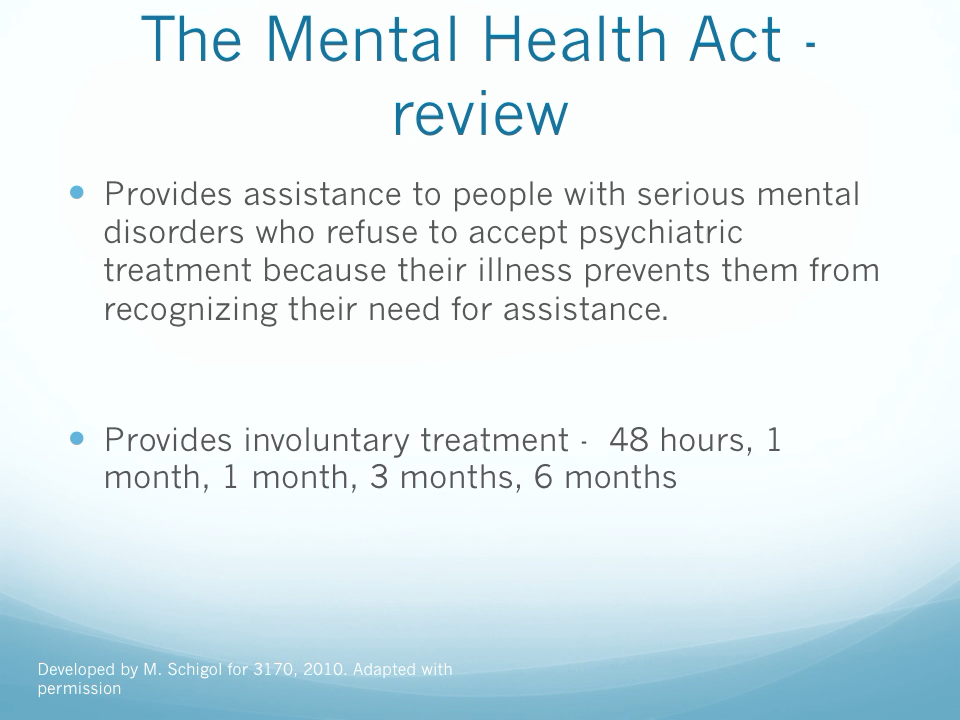 The Mental Health Act -
review
• Provides assistance to people with serious mental
disorders who refuse to accept psychiatric
treatment because their illness prevents them from
recognizing their need for assistance.
• Provides involuntary treatment -  48 hours, 1
month, 1 month, 3 months, 6 months
Developed by M. Schigol for 3170, 2010. Adapted with
permission